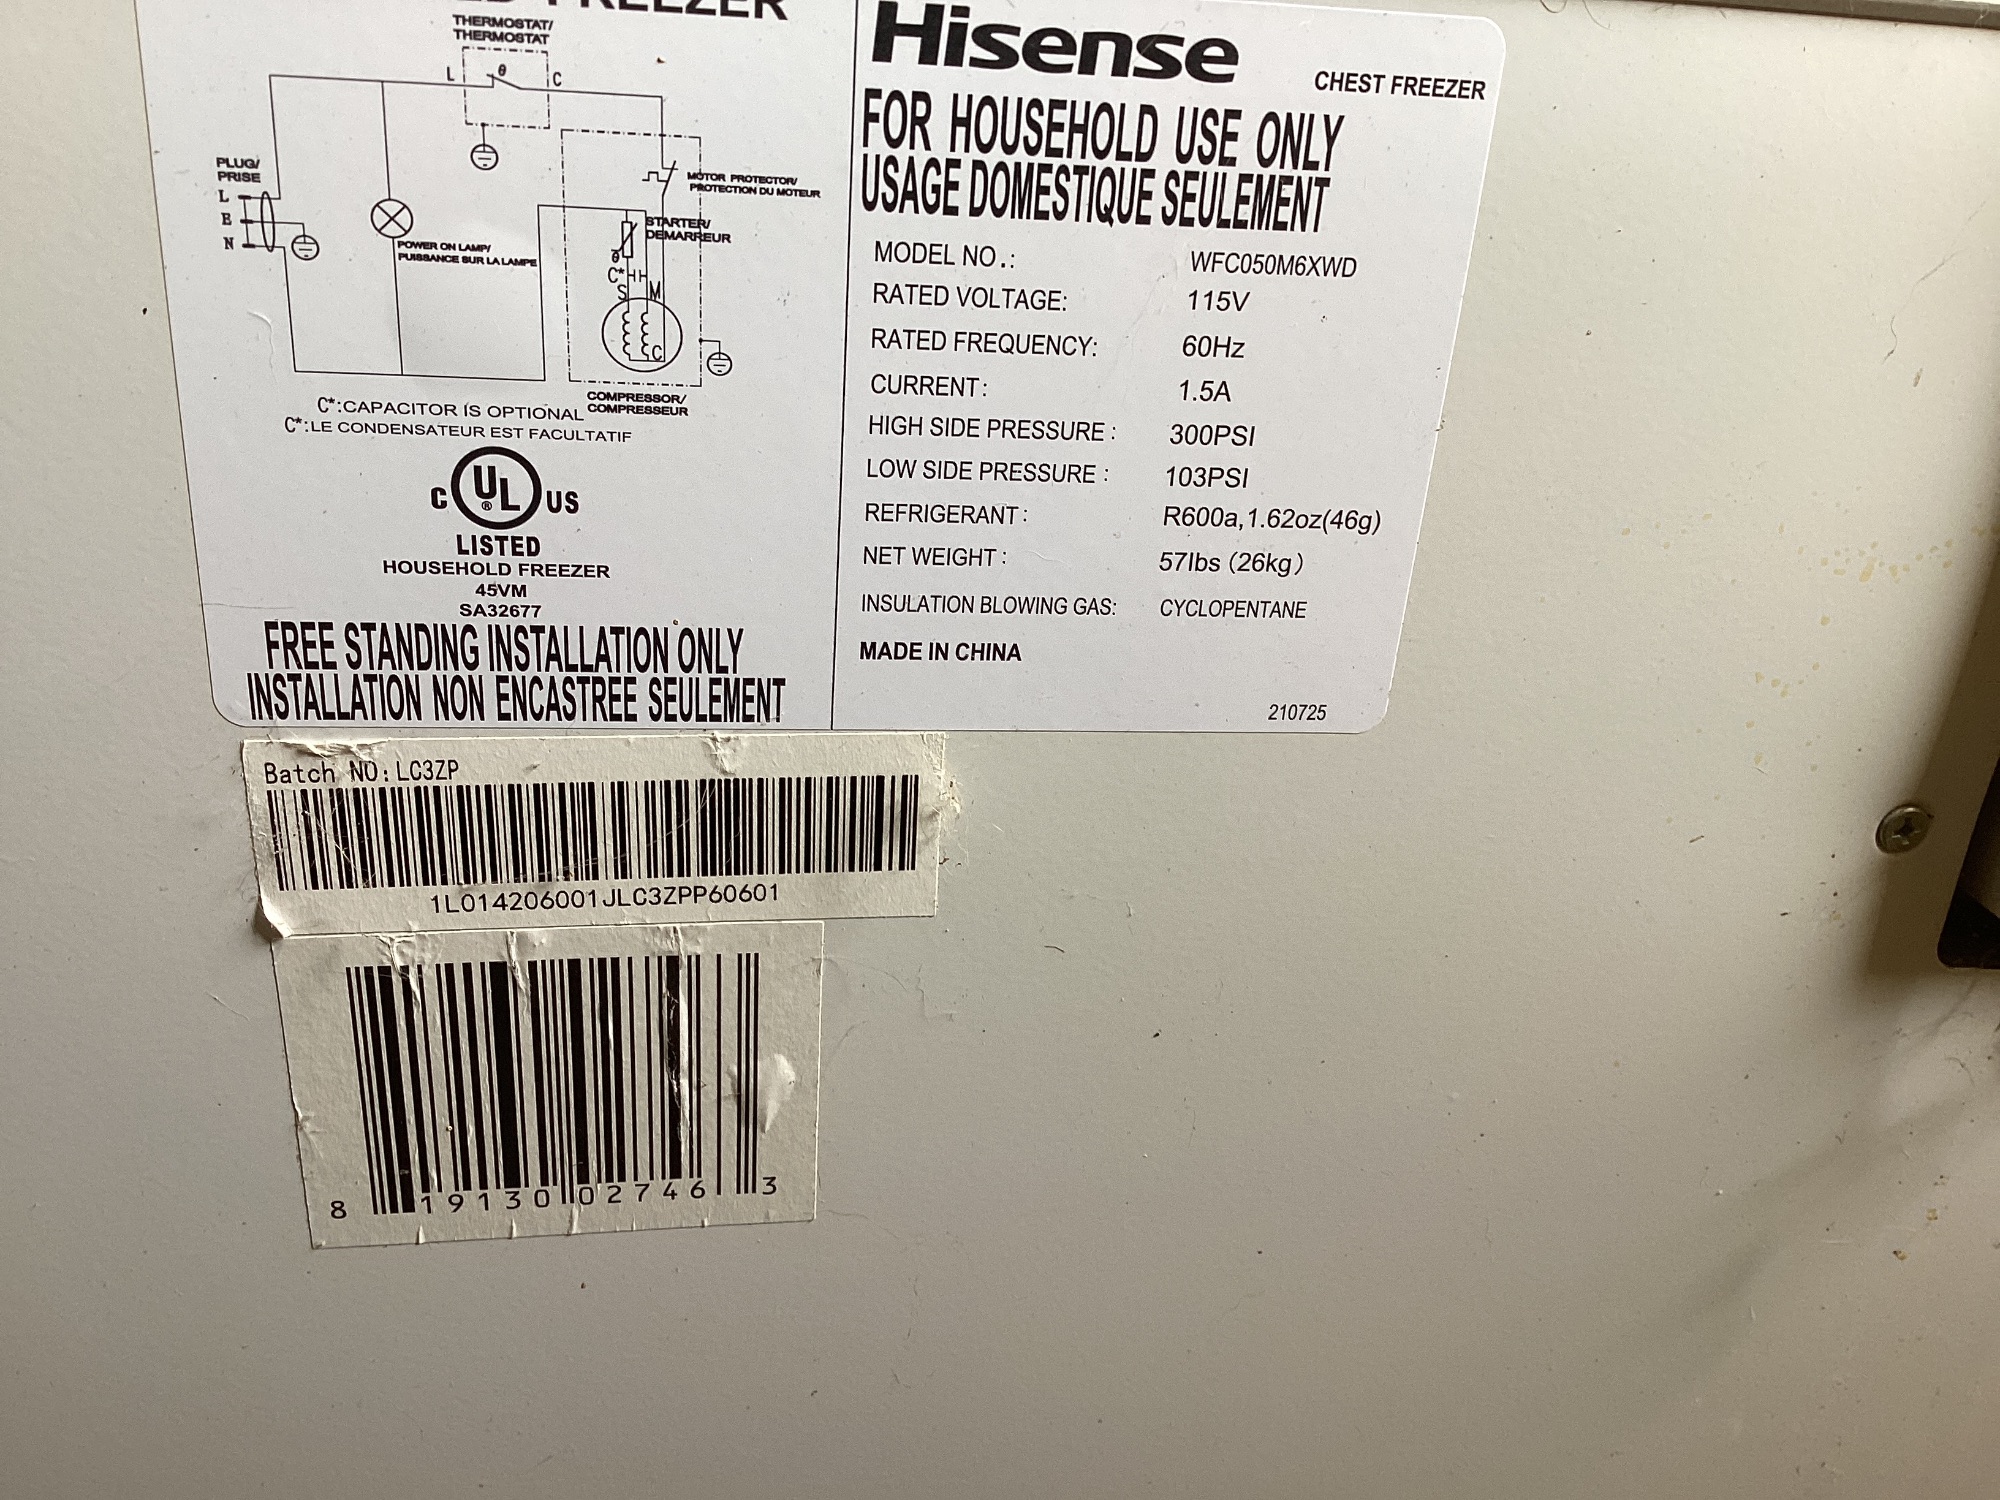 FREEZER
THERMOSTAT/
THERMOSTAT
L θ C
PLUG/
PRISE
L
E
N
POWER ON LAMP/
PUISSANCE SUR LA LAMPE
MOTOR PROTECTOR/
PROTECTION DU MOTEUR
STARTER/
DEMARREUR
θ
C*
S M
C
COMPRESSOR/
COMPRESSEUR
C*:CAPACITOR IS OPTIONAL
C*:LE CONDENSATEUR EST FACULTATIF
C UL® US
LISTED
HOUSEHOLD FREEZER
45VM
SA32677
FREE STANDING INSTALLATION ONLY
INSTALLATION NON ENCASTREE SEULEMENT
Hisense
CHEST FREEZER
FOR HOUSEHOLD USE ONLY
USAGE DOMESTIQUE SEULEMENT
MODEL NO.: WFC050M6XWD
RATED VOLTAGE: 115V
RATED FREQUENCY: 60Hz
CURRENT: 1.5A
HIGH SIDE PRESSURE: 300PSI
LOW SIDE PRESSURE: 103PSI
REFRIGERANT: R600a,1.62oz(46g)
NET WEIGHT: 57lbs (26kg)
INSULATION BLOWING GAS: CYCLOPENTANE
MADE IN CHINA
210725
Batch NO: LC3ZP
1L014206001JLC3ZPP60601
8 19130 02746 3